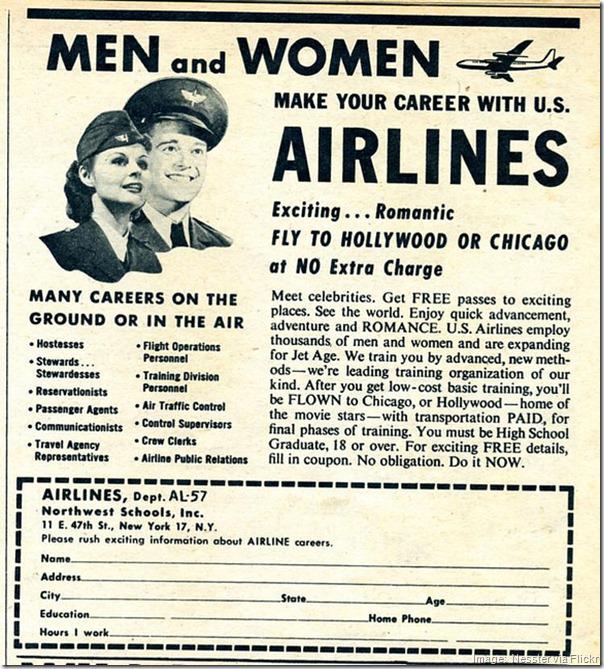 MEN and WOMEN
MAKE YOUR CAREER WITH U.S.
AIRLINES
Exciting... Romantic
FLY TO HOLLYWOOD OR CHICAGO
at NO Extra Charge
MANY CAREERS ON THE
GROUND OR IN THE AIR
• Hostesses
• Stewards...
Stewardesses
• Reservationists
• Passenger Agents
• Communicationists
• Travel Agency
Representatives
• Flight Operations
Personnel
• Training Division
Personnel
• Air Traffic Control
• Control Supervisors
• Crew Clerks
• Airline Public Relations
Meet celebrities. Get FREE passes to exciting
places. See the world. Enjoy quick advancement,
adventure and ROMANCE. U.S. Airlines employ
thousands of men and women and are expanding
for Jet Age. We train you by advanced, new meth-
ods—we're leading training organization of our
kind. After you get low-cost basic training, you'll
be FLOWN to Chicago, or Hollywood—home of
the movie stars—with transportation PAID, for
final phases of training. You must be High School
Graduate, 18 or over. For exciting FREE details,
fill in coupon. No obligation. Do it NOW.
AIRLINES, Dept. AL-57
Northwest Schools, Inc.
11 E. 47th St., New York 17, N.Y.
Please rush exciting information about AIRLINE careers.
Name
Address
City State Age
Education Home Phone
Hours I work
Image: Nesster via Flickr